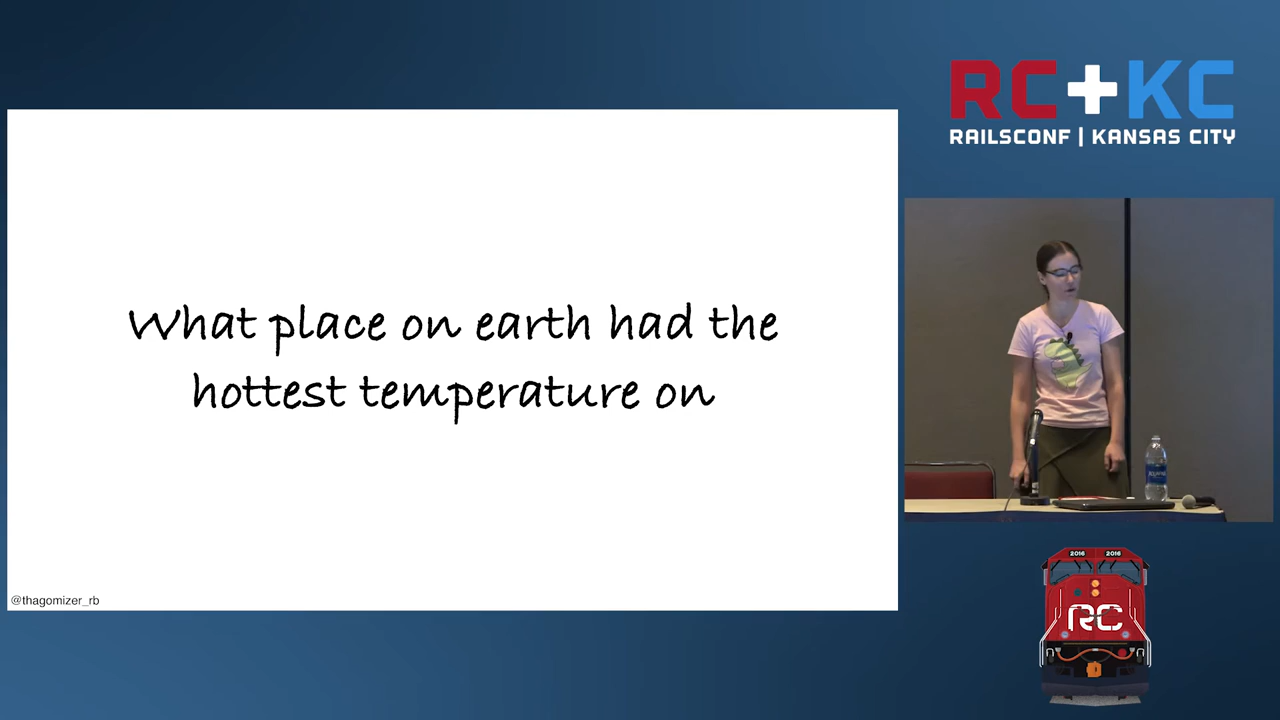 RC+KC
RAILSCONF | KANSAS CITY
What place on earth had the
hottest temperature on
@thagomizer_rb
2016 2016
RC